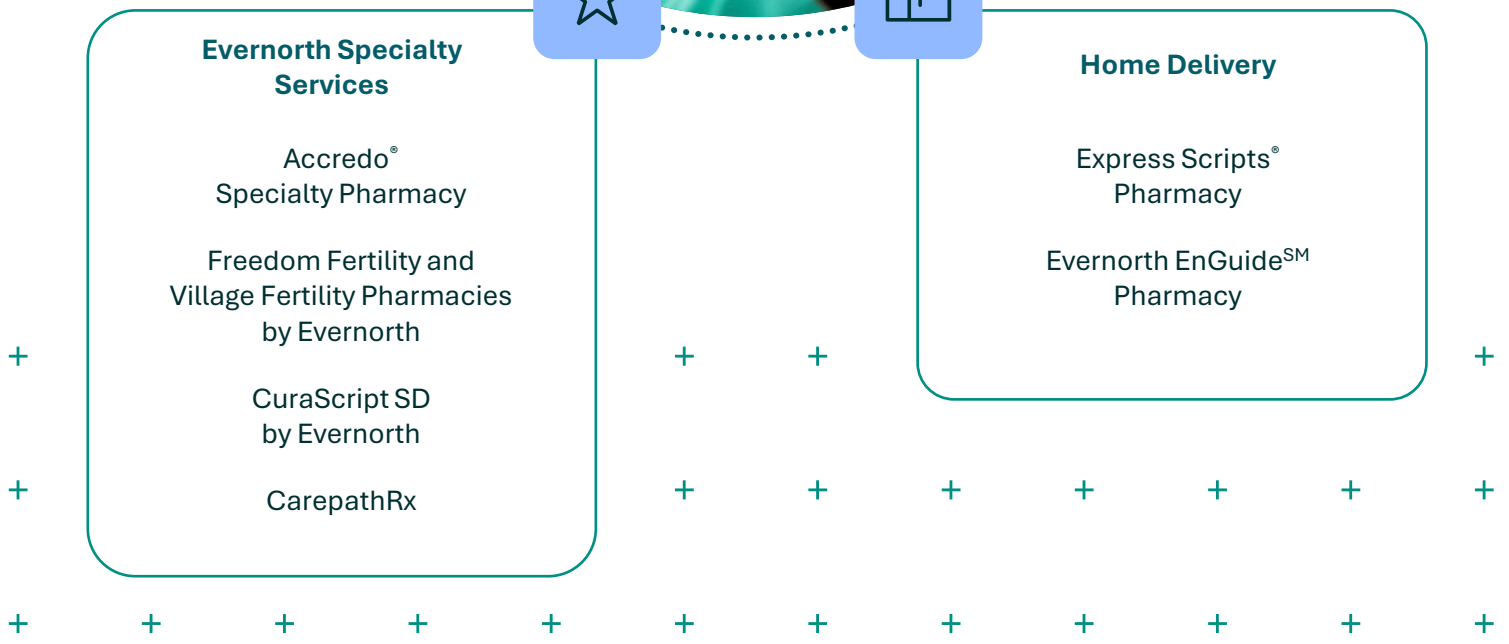 Evernorth Specialty
Services
Accredo®
Specialty Pharmacy
Freedom Fertility and
Village Fertility Pharmacies
by Evernorth
CuraScript SD
by Evernorth
CarepathRx
Home Delivery
Express Scripts®
Pharmacy
Evernorth EnGuide℠
Pharmacy